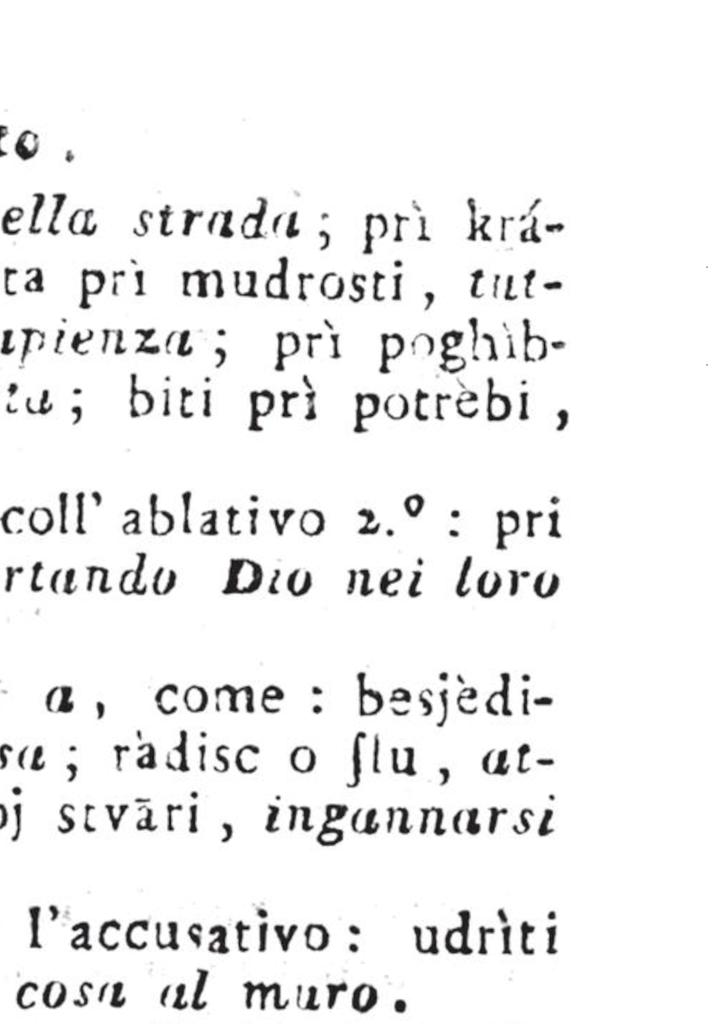 to .
ella strada ; prì krá-
ta prì mudrosti , tut-
apienza ; prì poghìb-
ta ; biti prì potrèbi ,
coll' ablativo 2.º : pri
rtando Dio nei loro
a , come : besjèdi-
sa ; ràdisc o ſlu , at-
oj stvāri , ingannarsi
l'accusativo : udrìti
cosa al muro .